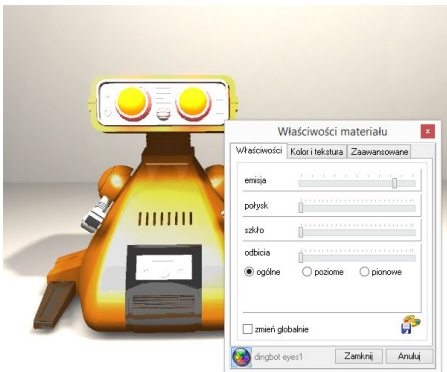 Właściwości materiału
x
Właściwości Kolor i tekstura Zaawansowane
emisja
połysk
szkło
odbicia
ogólne poziome pionowe
zmień globalnie
dingbot eyes1 Zamknij Anuluj